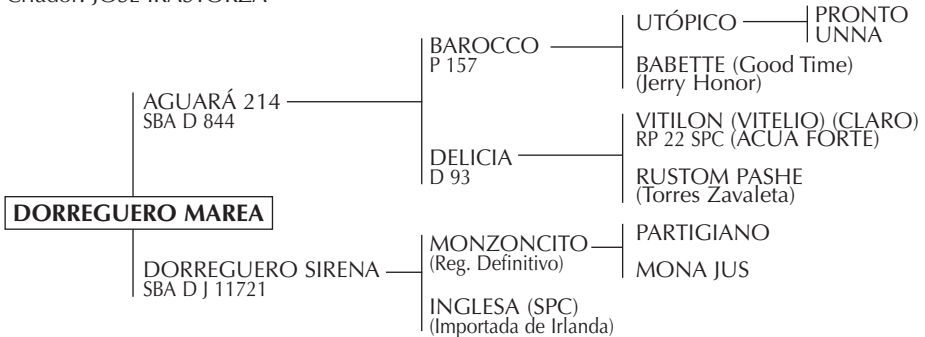 UTÓPICO
PRONTO
UNNA
BAROCCO
P 157
BABETTE (Good Time)
(Jerry Honor)
AGUARÁ 214
SBA D 844
VITILON (VITELIO) (CLARO)
RP 22 SPC (ACUA FORTE)
DELICIA
D 93
RUSTOM PASHE
(Torres Zavaleta)
DORREGUERO MAREA
MONZONCITO
(Reg. Definitivo)
PARTIGIANO
MONA JUS
DORREGUERO SIRENA
SBA D J 11721
INGLESA (SPC)
(Importada de Irlanda)